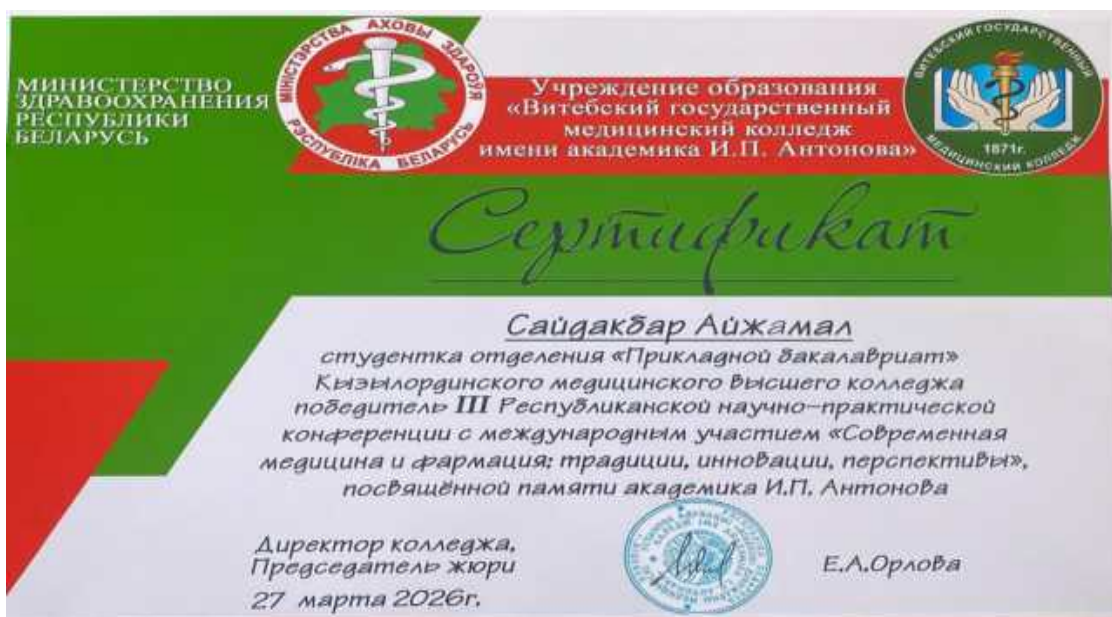 МИНИСТЕРСТВО
ЗДРАВООХРАНЕНИЯ
РЕСПУБЛИКИ
БЕЛАРУСЬ
МІНІСТЭРСТВА АХОВЫ ЗДАРОЎЯ
РЭСПУБЛІКА БЕЛАРУСЬ
Учреждение образования
«Витебский государственный
медицинский колледж
имени академика И.П. Антонова»
ВИТЕБСКИЙ ГОСУДАРСТВЕННЫЙ
МЕДИЦИНСКИЙ КОЛЛЕДЖ
1871г.
Сертификат
Сайдакбар Айжамал
студентка отделения «Прикладной бакалавриат»
Кызылординского медицинского высшего колледжа
победитель III Республиканской научно-практической
конференции с международным участием «Современная
медицина и фармация: традиции, инновации, перспективы»,
посвящённой памяти академика И.П. Антонова
Директор колледжа,
Председатель жюри
Е.А.Орлова
27 марта 2026г.